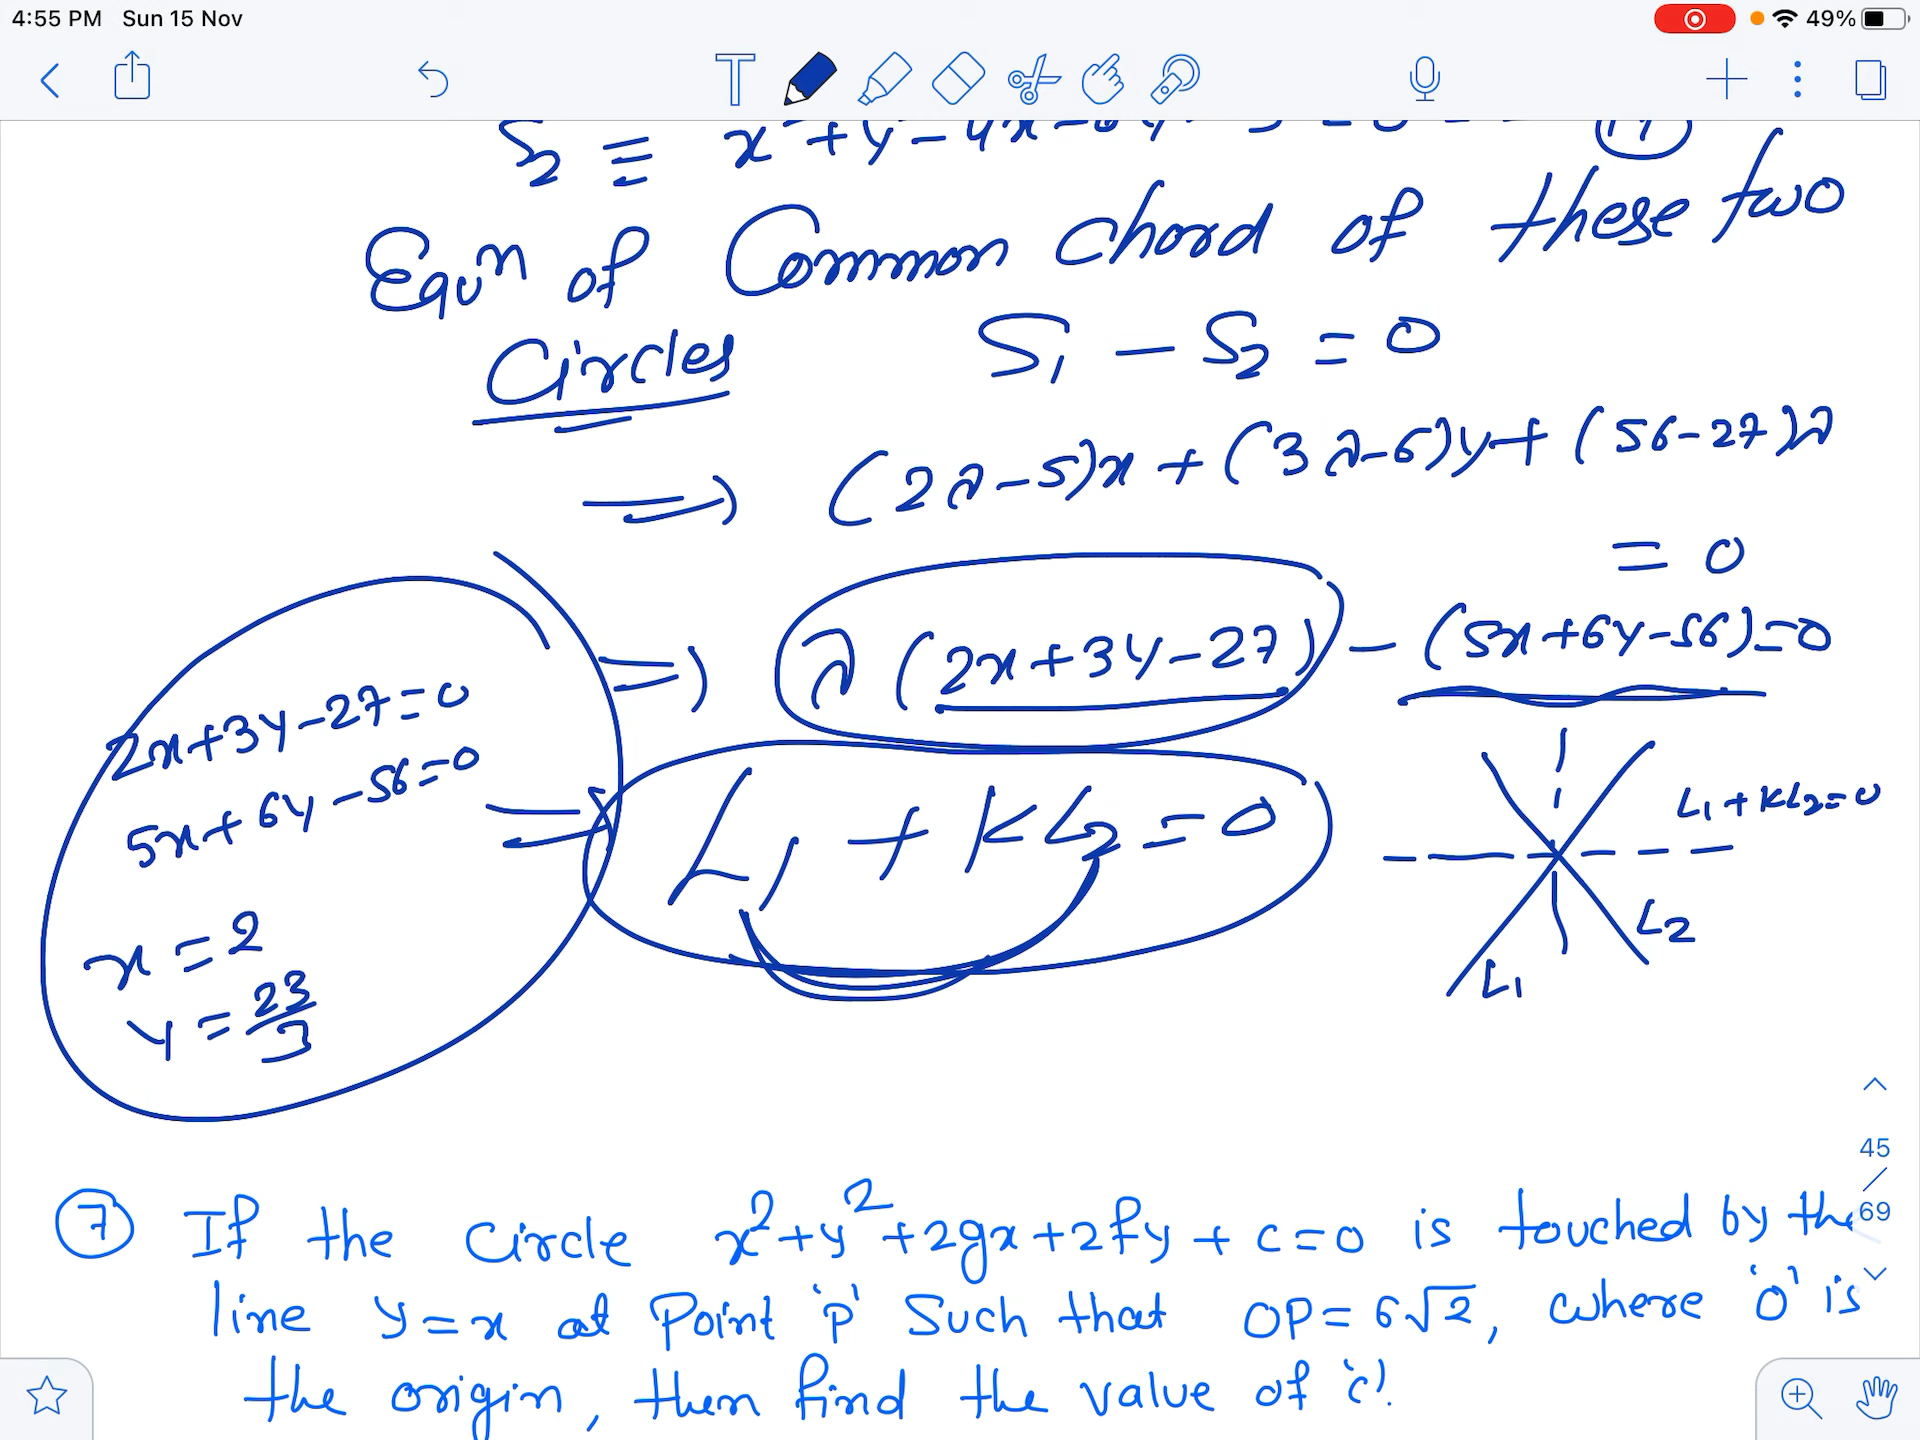 4:55 PM Sun 15 Nov
49%
T
S₂ ≡ x²+y²-4x-6y-3=0
Equⁿ of Common chord of these two
Circles S₁ - S₂ = 0
⟹ (2λ-5)x + (3λ-6)y + (56-27)λ
= 0
⟹ λ(2x+3y-27) - (5x+6y-56)=0
2x+3y-27=0
5x+6y-56=0
⟹ L₁ + kL₂ = 0
L₁+kL₂=0
L₂
L₁
x = 2
y = 23/3
45
/
69
⑦ If the circle x²+y²+2gx+2fy+c=0 is touched by the
line y=x at Point 'p' Such that OP=6√2, where 'o' is
the origin, then find the value of 'c'.